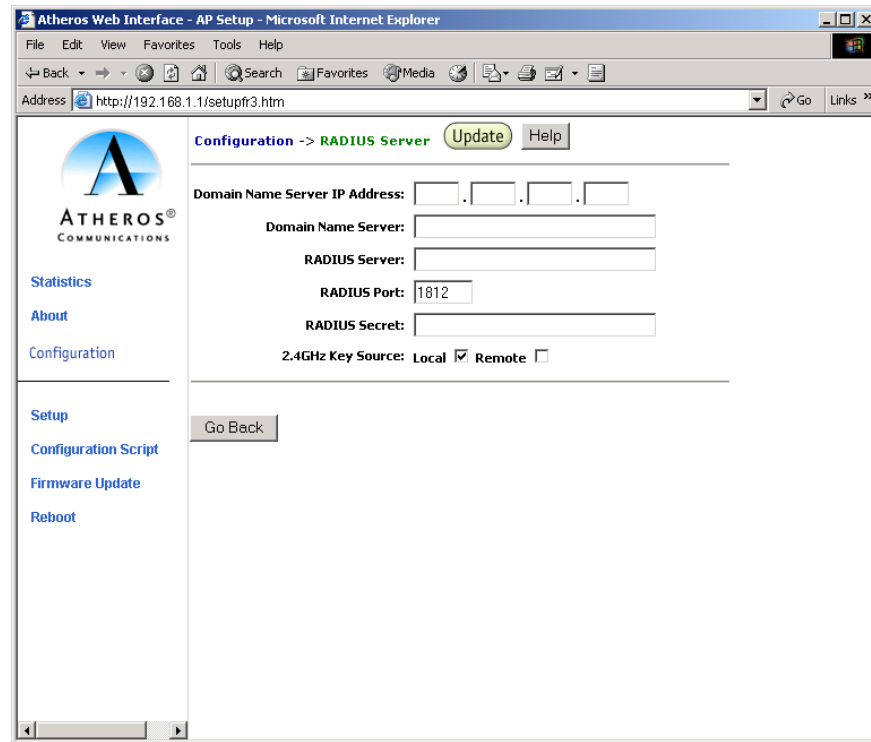 Atheros Web Interface - AP Setup - Microsoft Internet Explorer
File Edit View Favorites Tools Help
Back Search Favorites Media
Address http://192.168.1.1/setupfr3.htm Go Links »
ATHEROS®
COMMUNICATIONS
Statistics
About
Configuration
Setup
Configuration Script
Firmware Update
Reboot
Configuration -> RADIUS Server Update Help
Domain Name Server IP Address: . . .
Domain Name Server:
RADIUS Server:
RADIUS Port: 1812
RADIUS Secret:
2.4GHz Key Source: Local Remote
Go Back